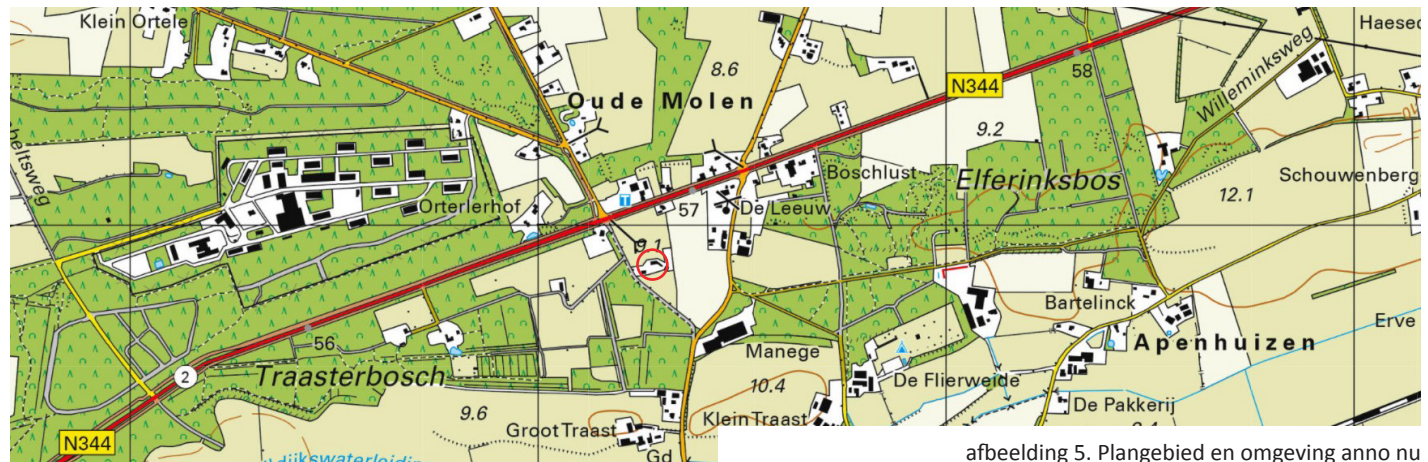 Klein Ortele
Haesed
8.6
58
N344
Willeminksweg
Oude Molen
9.2
beltsweg
Boschlust
Elferinksbos
Schouwenberg
12.1
Orterlerhof
T
57
De Leeuw
9.1
Bartelinck
Erve
56
Manege
Apenhuizen
2
Traasterbosch
10.4
De Flierweide
9.6
Klein Traast
De Pakkerij
Groot Traast
N344
Gd
afbeelding 5. Plangebied en omgeving anno nu